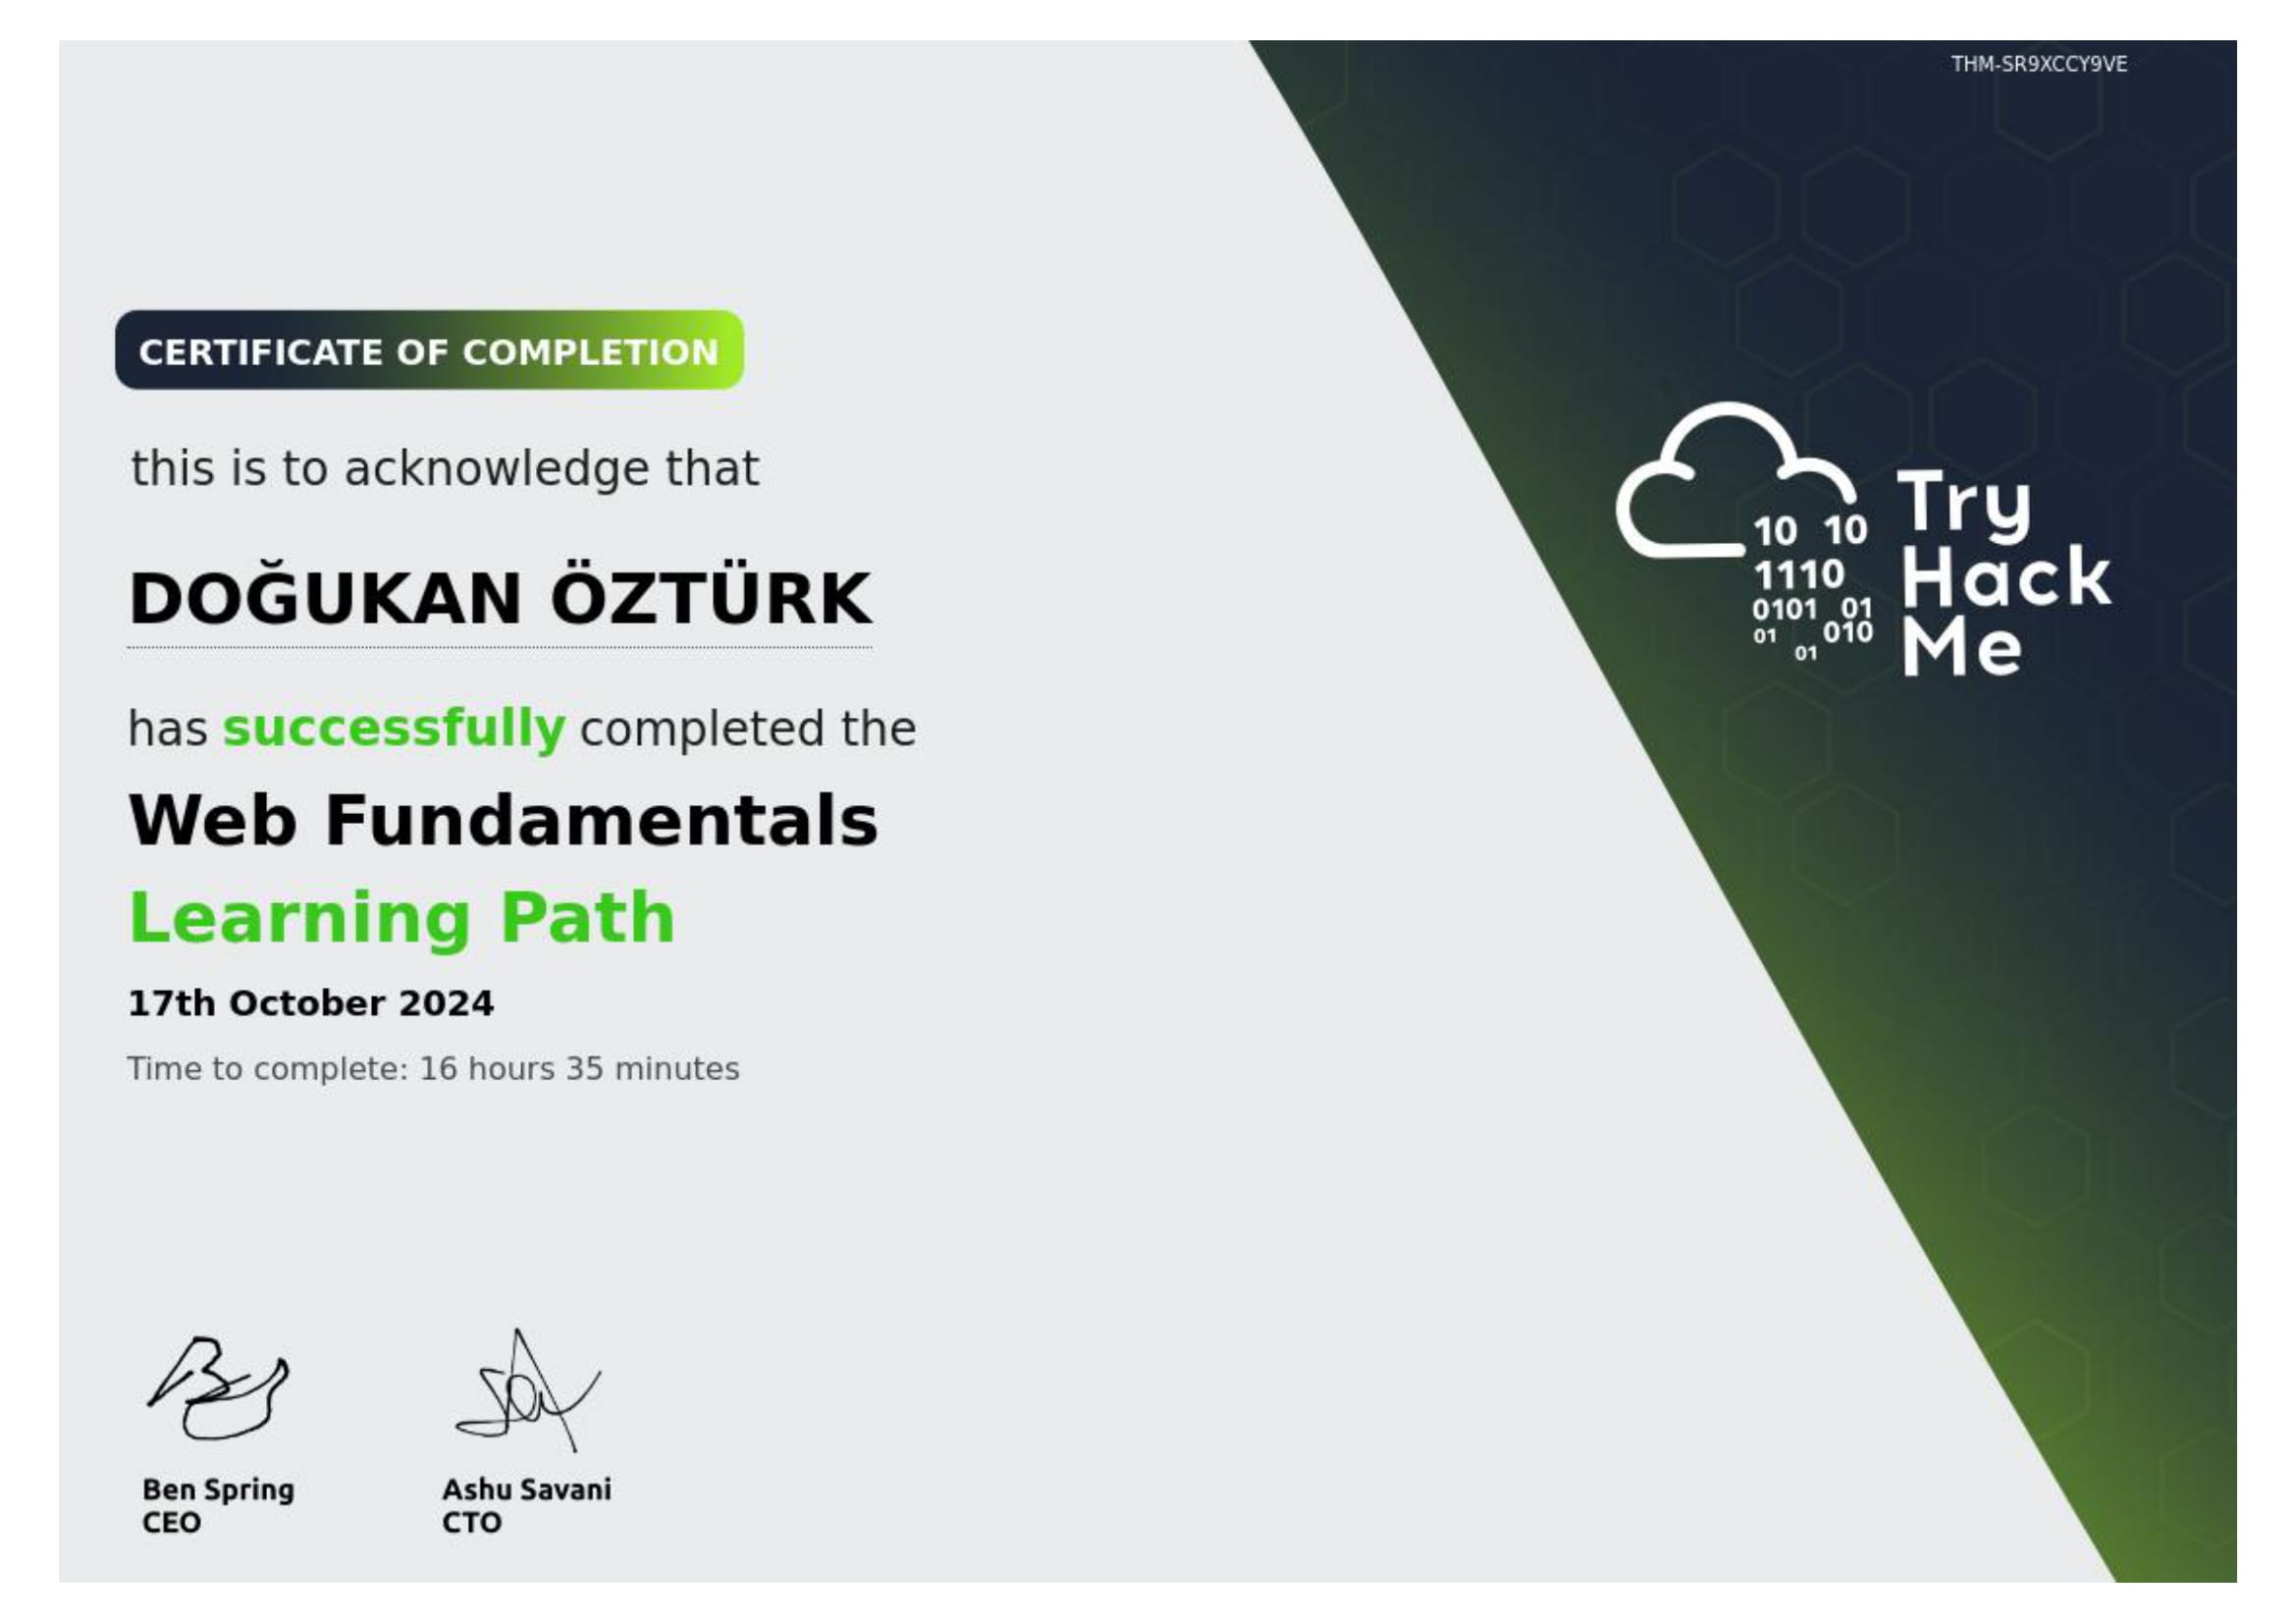 THM-SR9XCCY9VE
CERTIFICATE OF COMPLETION
this is to acknowledge that
DOĞUKAN ÖZTÜRK
has successfully completed the
Web Fundamentals
Learning Path
17th October 2024
Time to complete: 16 hours 35 minutes
10 10
1110
0101 01
01 010
01
Try
Hack
Me
Ben Spring
CEO
Ashu Savani
CTO